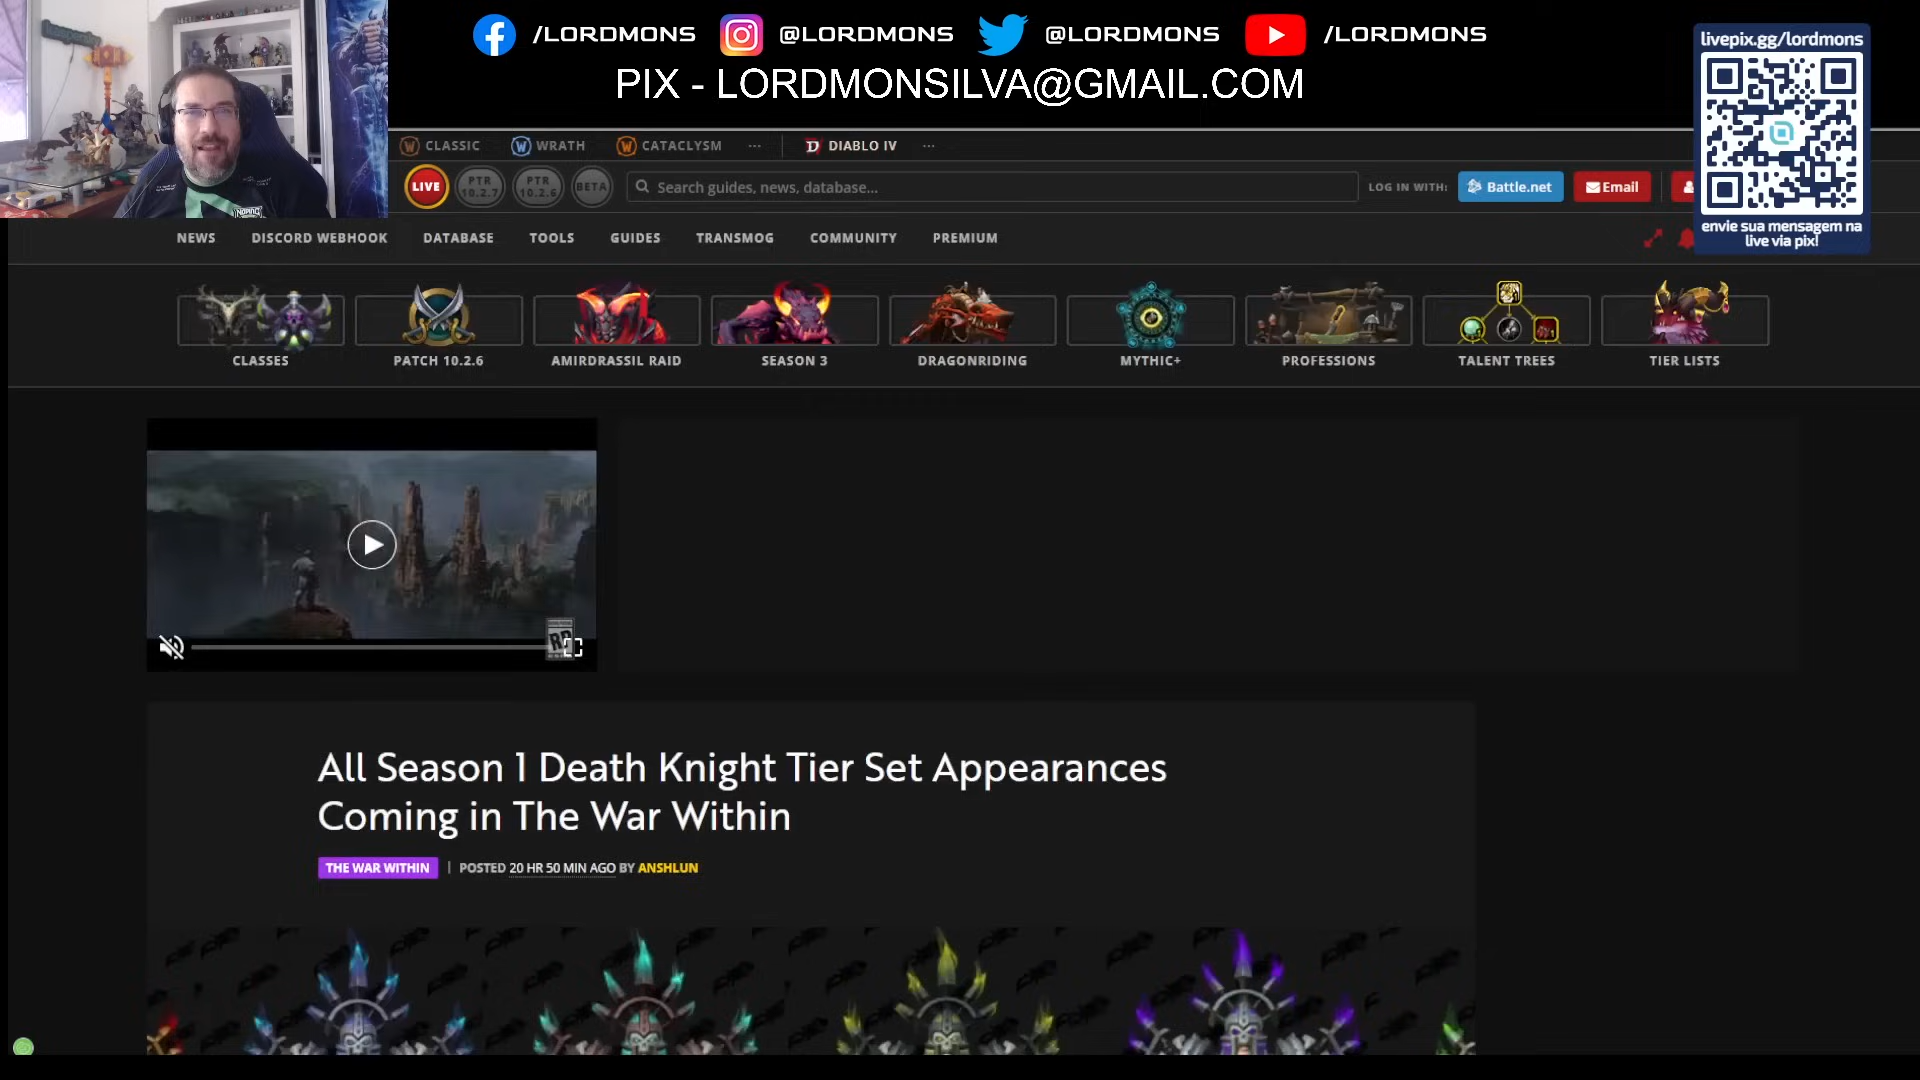 /LORDMONS @LORDMONS @LORDMONS /LORDMONS
PIX - LORDMONSILVA@GMAIL.COM
livepix.gg/lordmons
envie sua mensagem na
live via pix!
CLASSIC WRATH CATACLYSM ... DIABLO IV ...
LIVE PTR 10.2.7 PTR 10.2.6 BETA Search guides, news, database... LOG IN WITH: Battle.net Email
NEWS DISCORD WEBHOOK DATABASE TOOLS GUIDES TRANSMOG COMMUNITY PREMIUM
CLASSES PATCH 10.2.6 AMIRDRASSIL RAID SEASON 3 DRAGONRIDING MYTHIC+ PROFESSIONS TALENT TREES TIER LISTS
RP
All Season 1 Death Knight Tier Set Appearances
Coming in The War Within
THE WAR WITHIN | POSTED 20 HR 50 MIN AGO BY ANSHLUN